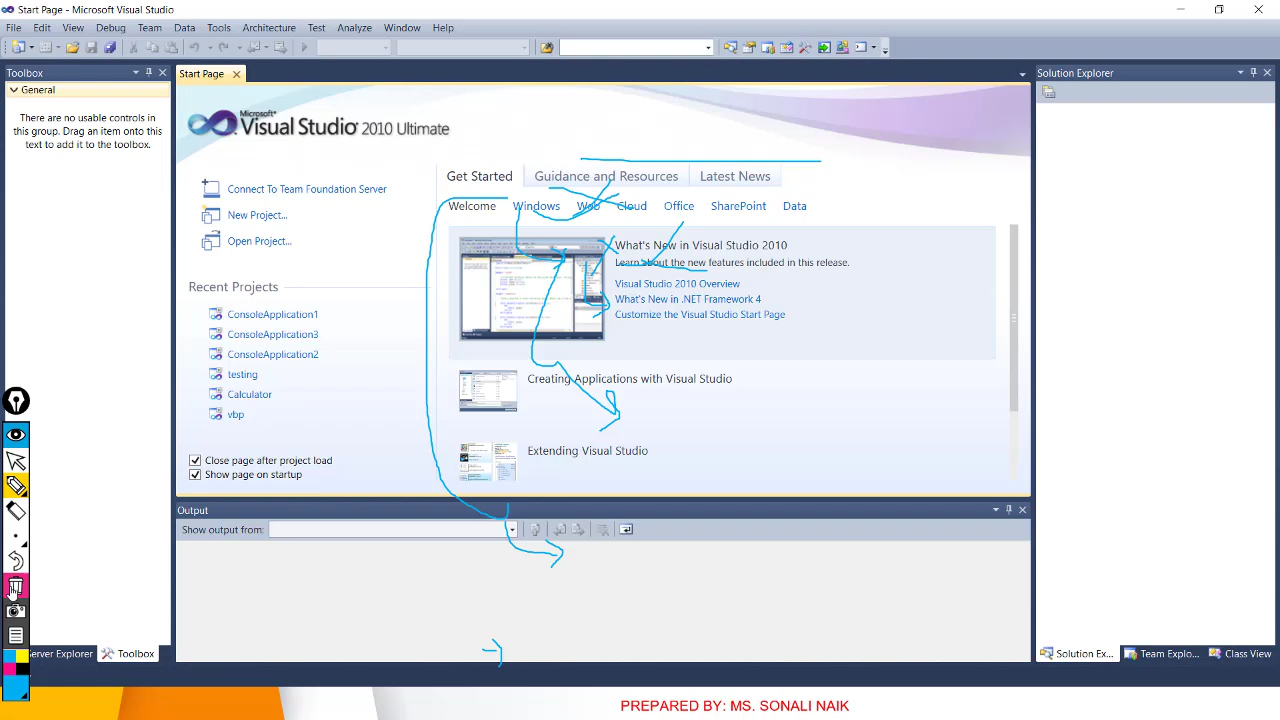 Start Page - Microsoft Visual Studio
File Edit View Debug Team Data Tools Architecture Test Analyze Window Help
Toolbox
General
There are no usable controls in
this group. Drag an item onto this
text to add it to the toolbox.
Server Explorer Toolbox
Start Page
Microsoft®
Visual Studio® 2010 Ultimate
Connect To Team Foundation Server
New Project...
Open Project...
Recent Projects
ConsoleApplication1
ConsoleApplication3
ConsoleApplication2
testing
Calculator
vbp
Close page after project load
Show page on startup
Get Started Guidance and Resources Latest News
Welcome Windows Web Cloud Office SharePoint Data
What's New in Visual Studio 2010
Learn about the new features included in this release.
Visual Studio 2010 Overview
What's New in .NET Framework 4
Customize the Visual Studio Start Page
Creating Applications with Visual Studio
Extending Visual Studio
Output
Show output from:
Solution Explorer
Solution Ex... Team Explo... Class View
PREPARED BY: MS. SONALI NAIK